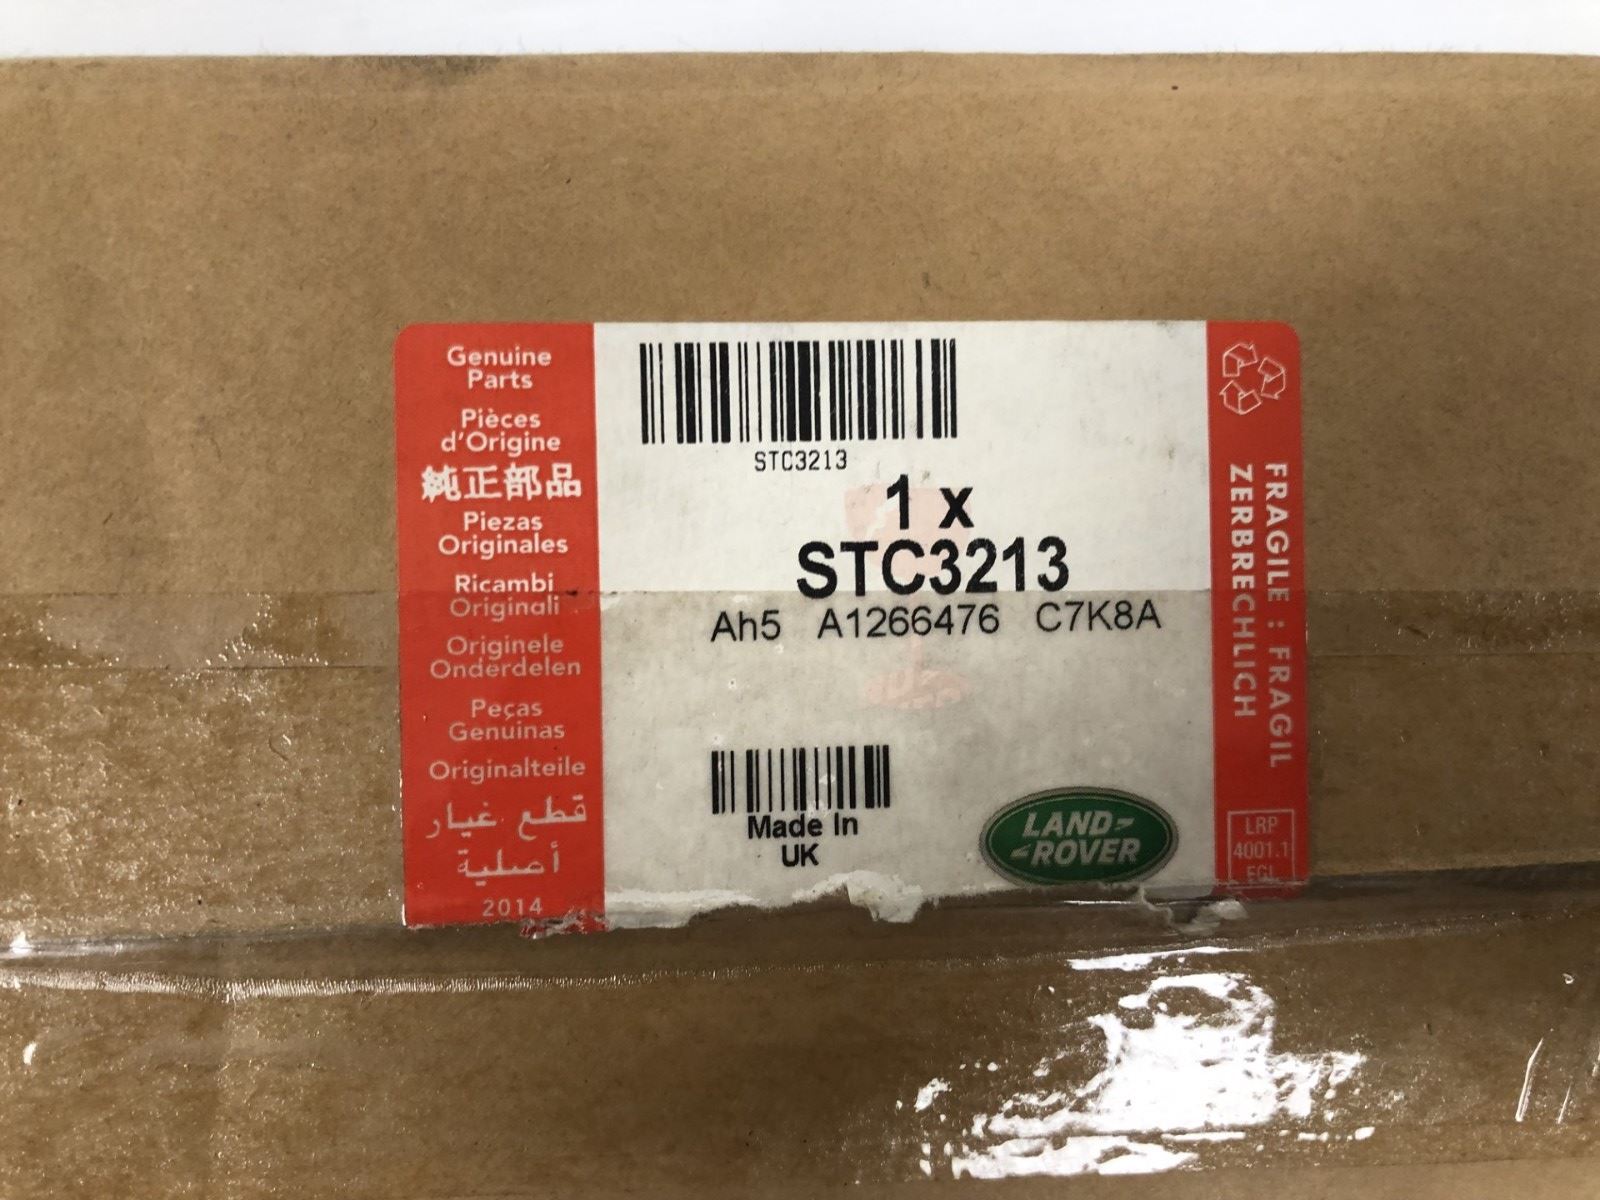 Genuine
Parts
Pièces
d'Origine
純正部品
Piezas
Originales
Ricambi
Originali
Originele
Onderdelen
Peças
Genuinas
Originalteile
قطع غيار
أصلية
2014
STC3213
1 x
STC3213
Ah5 A1266476 C7K8A
Made In
UK
LAND
ROVER
FRAGILE : FRAGIL
ZERBRECHLICH
LRP
4001.1
EGL